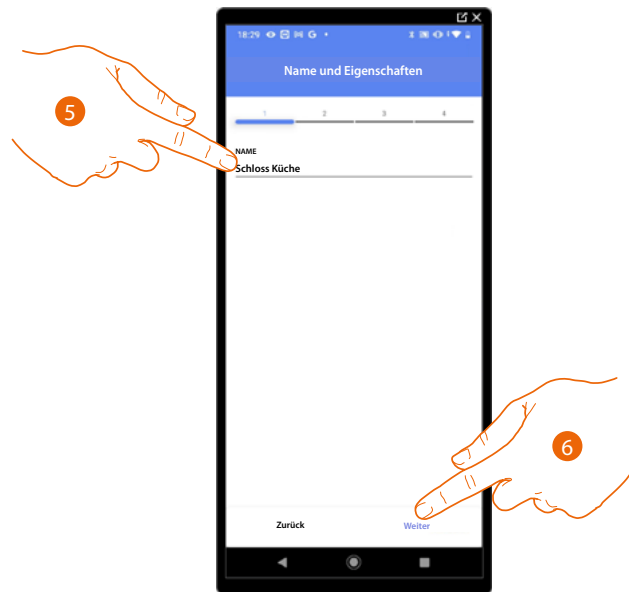 18:29 G
Name und Eigenschaften
1 2 3 4
5
NAME
Schloss Küche
6
Zurück Weiter